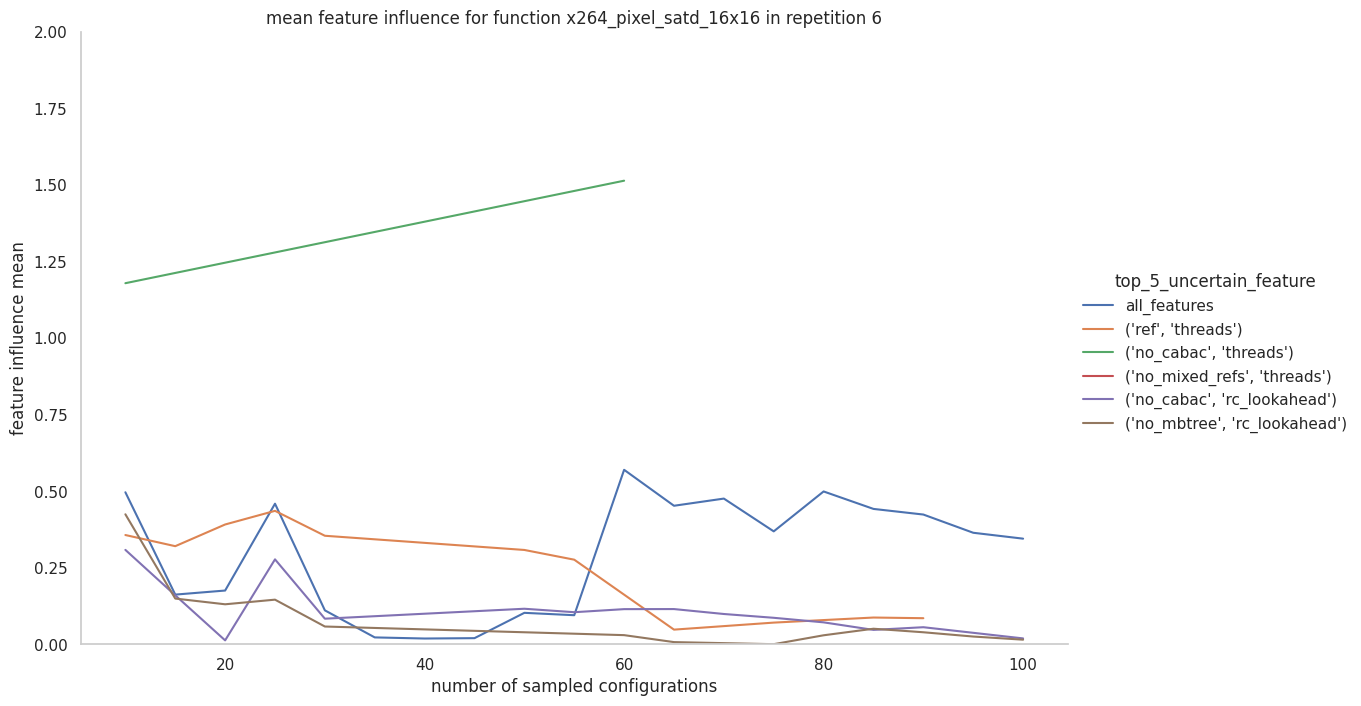 mean feature influence for function x264_pixel_satd_16x16 in repetition 6
2.00
1.75
1.50
1.25
1.00
0.75
0.50
0.25
0.00
feature influence mean
20 40 60 80 100
number of sampled configurations
top_5_uncertain_feature
all_features
('ref', 'threads')
('no_cabac', 'threads')
('no_mixed_refs', 'threads')
('no_cabac', 'rc_lookahead')
('no_mbtree', 'rc_lookahead')